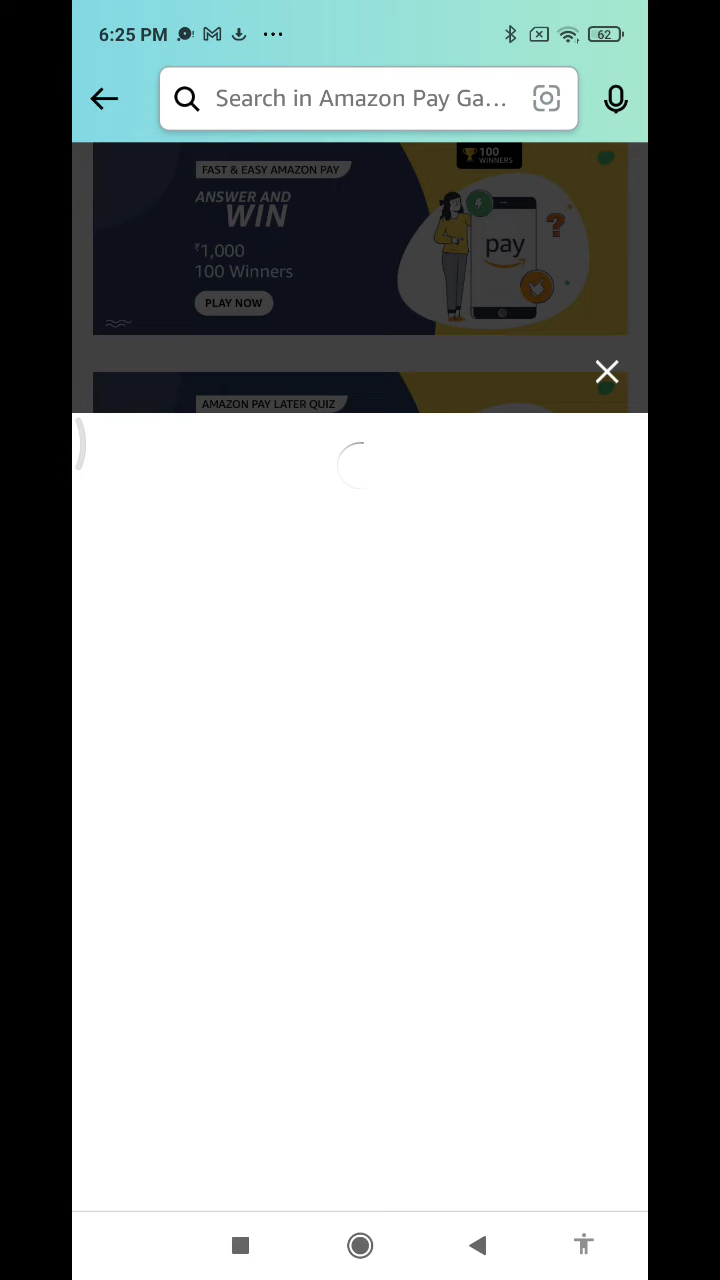 6:25 PM
62
Search in Amazon Pay Ga...
100
WINNERS
FAST & EASY AMAZON PAY
ANSWER AND
WIN
₹1,000
100 Winners
PLAY NOW
pay
AMAZON PAY LATER QUIZ